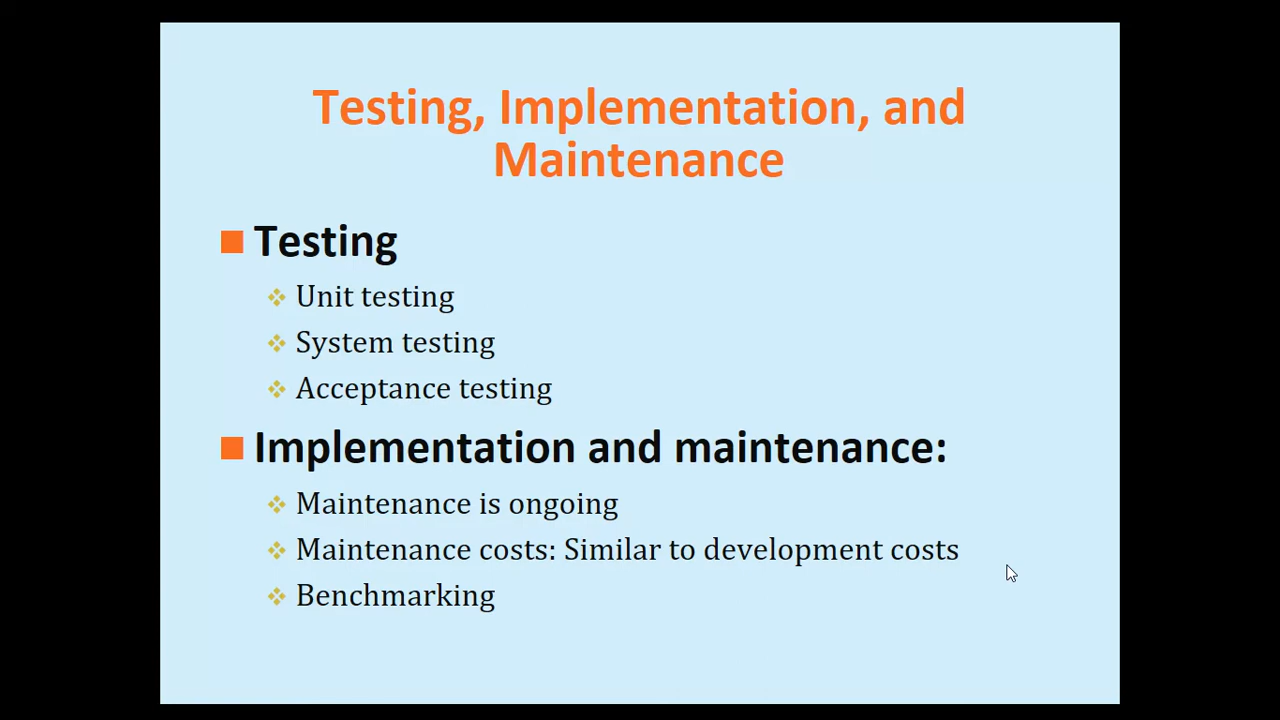 Testing, Implementation, and
Maintenance
Testing
Unit testing
System testing
Acceptance testing
Implementation and maintenance:
Maintenance is ongoing
Maintenance costs: Similar to development costs
Benchmarking